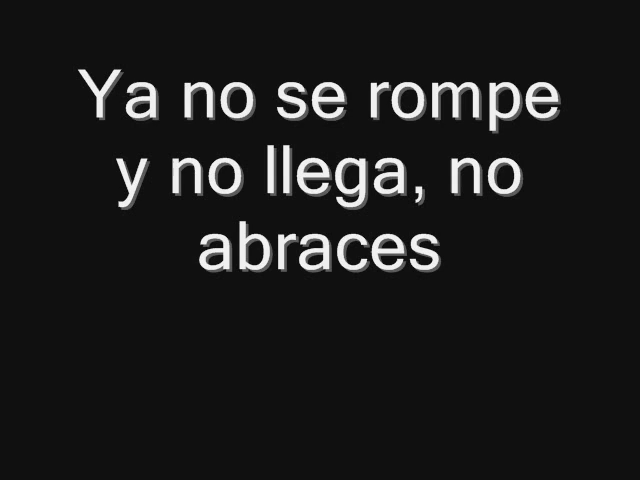 Ya no se rompe
y no llega, no
abraces